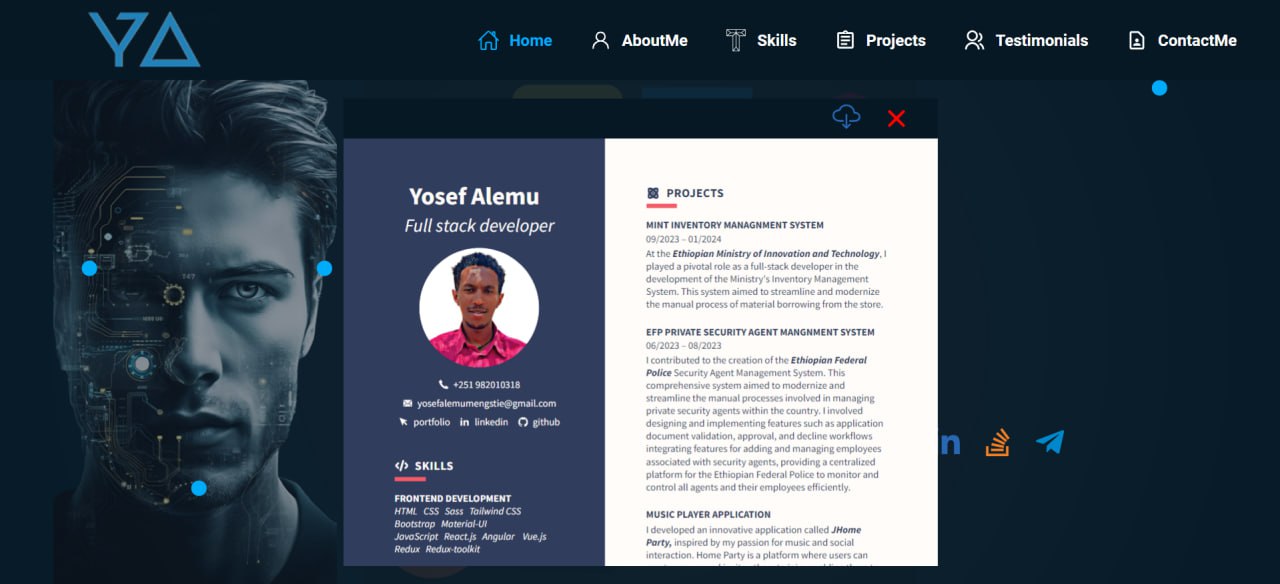 YA
Home
AboutMe
Skills
Projects
Testimonials
ContactMe
747
Yosef Alemu
Full stack developer
+251 982010318
yosefalemumengstie@gmail.com
portfolio linkedin github
SKILLS
FRONTEND DEVELOPMENT
HTML CSS Sass Tailwind CSS
Bootstrap Material-UI
JavaScript React.js Angular Vue.js
Redux Redux-toolkit
PROJECTS
MINT INVENTORY MANAGNMENT SYSTEM
09/2023 – 01/2024
At the Ethiopian Ministry of Innovation and Technology, I
played a pivotal role as a full-stack developer in the
development of the Ministry's Inventory Management
System. This system aimed to streamline and modernize
the manual process of material borrowing from the store.
EFP PRIVATE SECURITY AGENT MANGNMENT SYSTEM
06/2023 – 08/2023
I contributed to the creation of the Ethiopian Federal
Police Security Agent Management System. This
comprehensive system aimed to modernize and
streamline the manual processes involved in managing
private security agents within the country. I involved
designing and implementing features such as application
document validation, approval, and decline workflows
integrating features for adding and managing employees
associated with security agents, providing a centralized
platform for the Ethiopian Federal Police to monitor and
control all agents and their employees efficiently.
MUSIC PLAYER APPLICATION
I developed an innovative application called JHome
Party, inspired by my passion for music and social
interaction. Home Party is a platform where users can
in